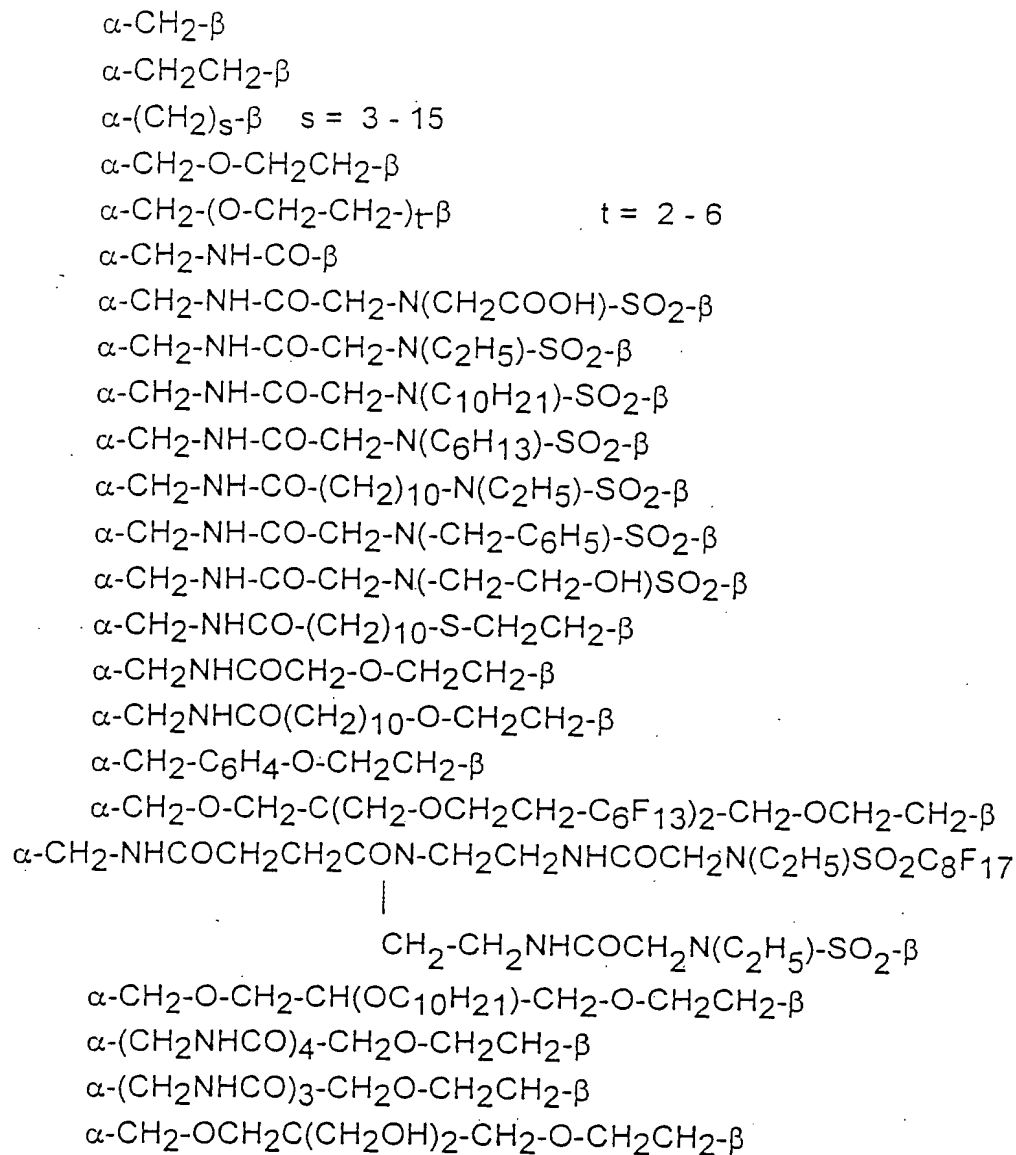 α-CH2-β
α-CH2CH2-β
α-(CH2)s-β s = 3 - 15
α-CH2-O-CH2CH2-β
α-CH2-(O-CH2-CH2-)t-β t = 2 - 6
α-CH2-NH-CO-β
α-CH2-NH-CO-CH2-N(CH2COOH)-SO2-β
α-CH2-NH-CO-CH2-N(C2H5)-SO2-β
α-CH2-NH-CO-CH2-N(C10H21)-SO2-β
α-CH2-NH-CO-CH2-N(C6H13)-SO2-β
α-CH2-NH-CO-(CH2)10-N(C2H5)-SO2-β
α-CH2-NH-CO-CH2-N(-CH2-C6H5)-SO2-β
α-CH2-NH-CO-CH2-N(-CH2-CH2-OH)SO2-β
α-CH2-NHCO-(CH2)10-S-CH2CH2-β
α-CH2NHCOCH2-O-CH2CH2-β
α-CH2NHCO(CH2)10-O-CH2CH2-β
α-CH2-C6H4-O-CH2CH2-β
α-CH2-O-CH2-C(CH2-OCH2CH2-C6F13)2-CH2-OCH2-CH2-β
α-CH2-NHCOCH2CH2CON-CH2CH2NHCOCH2N(C2H5)SO2C8F17
|
CH2-CH2NHCOCH2N(C2H5)-SO2-β
α-CH2-O-CH2-CH(OC10H21)-CH2-O-CH2CH2-β
α-(CH2NHCO)4-CH2O-CH2CH2-β
α-(CH2NHCO)3-CH2O-CH2CH2-β
α-CH2-OCH2C(CH2OH)2-CH2-O-CH2CH2-β